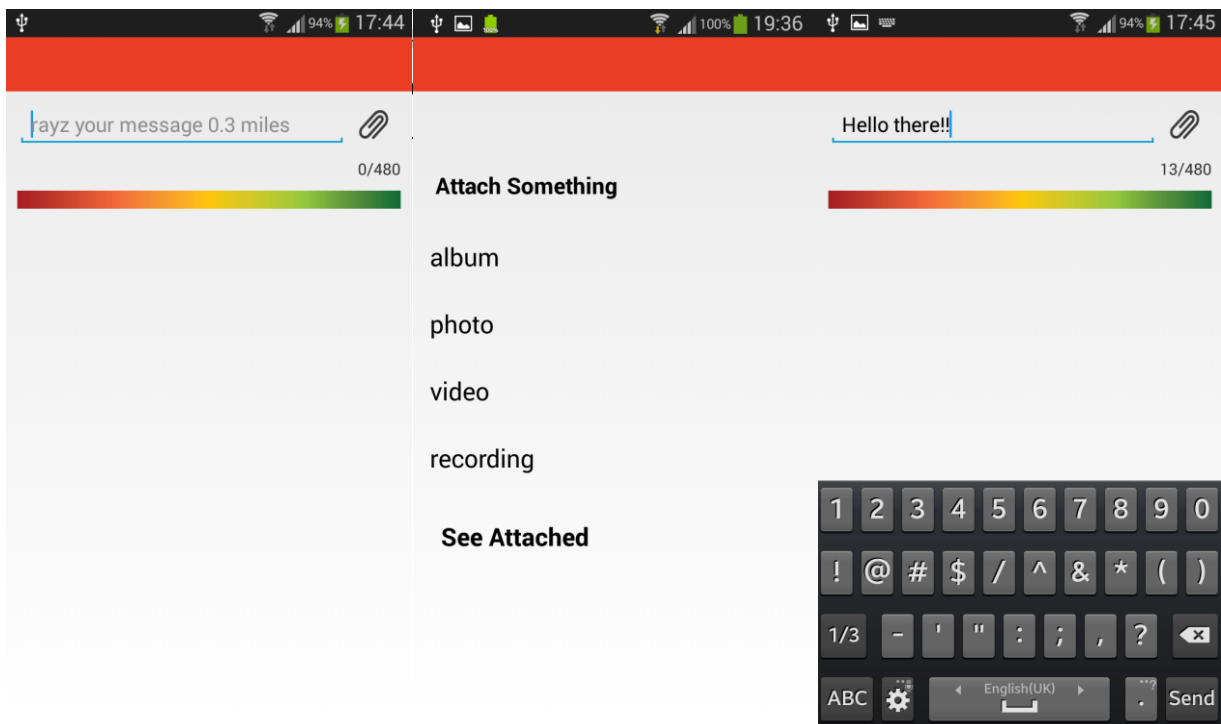 94% 17:44
rayz your message 0.3 miles
0/480
100% 19:36
Attach Something
album
photo
video
recording
See Attached
94% 17:45
Hello there!!
13/480
1 2 3 4 5 6 7 8 9 0
! @ # $ / ^ & * ( )
1/3 - ' " : ; , ?
ABC English(UK) . Send